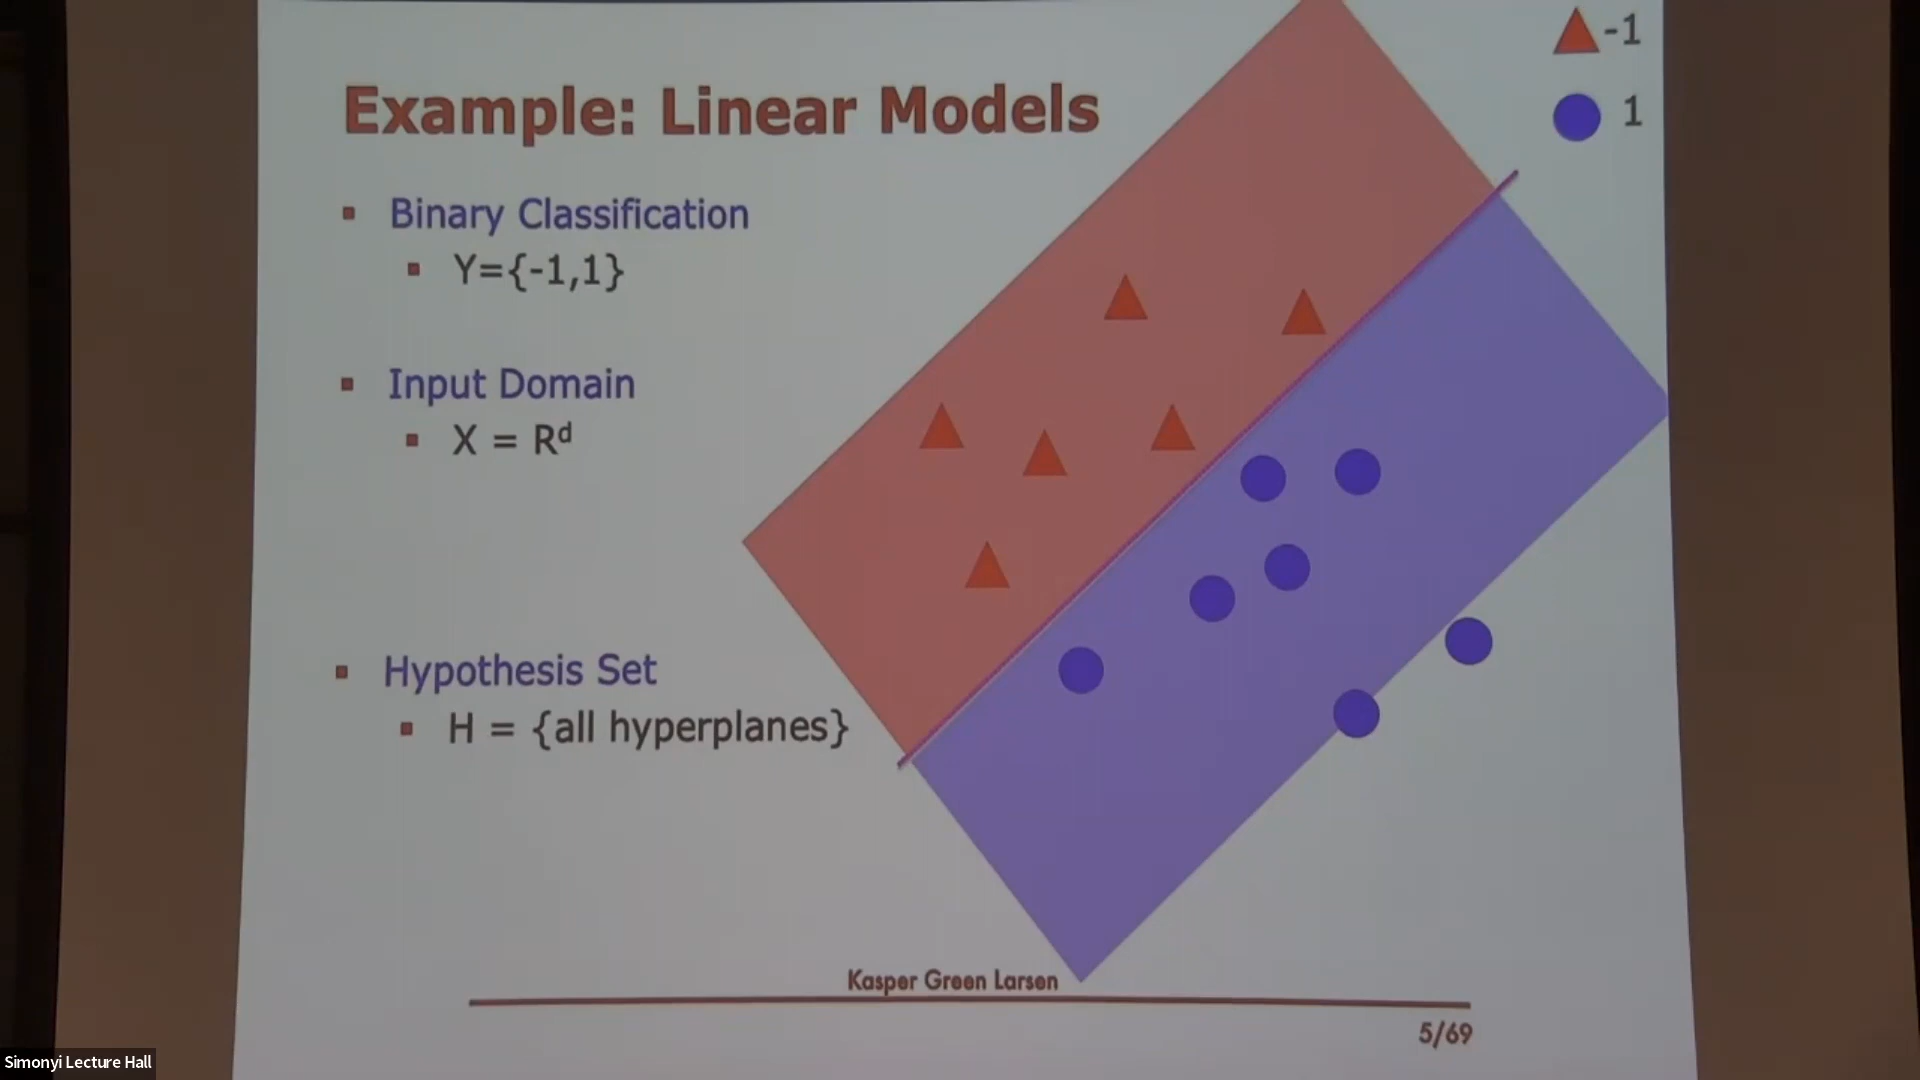 Example: Linear Models
-1
1
Binary Classification
Y={-1,1}
Input Domain
X = Rᵈ
Hypothesis Set
H = {all hyperplanes}
Kasper Green Larsen
5/69
Simonyi Lecture Hall